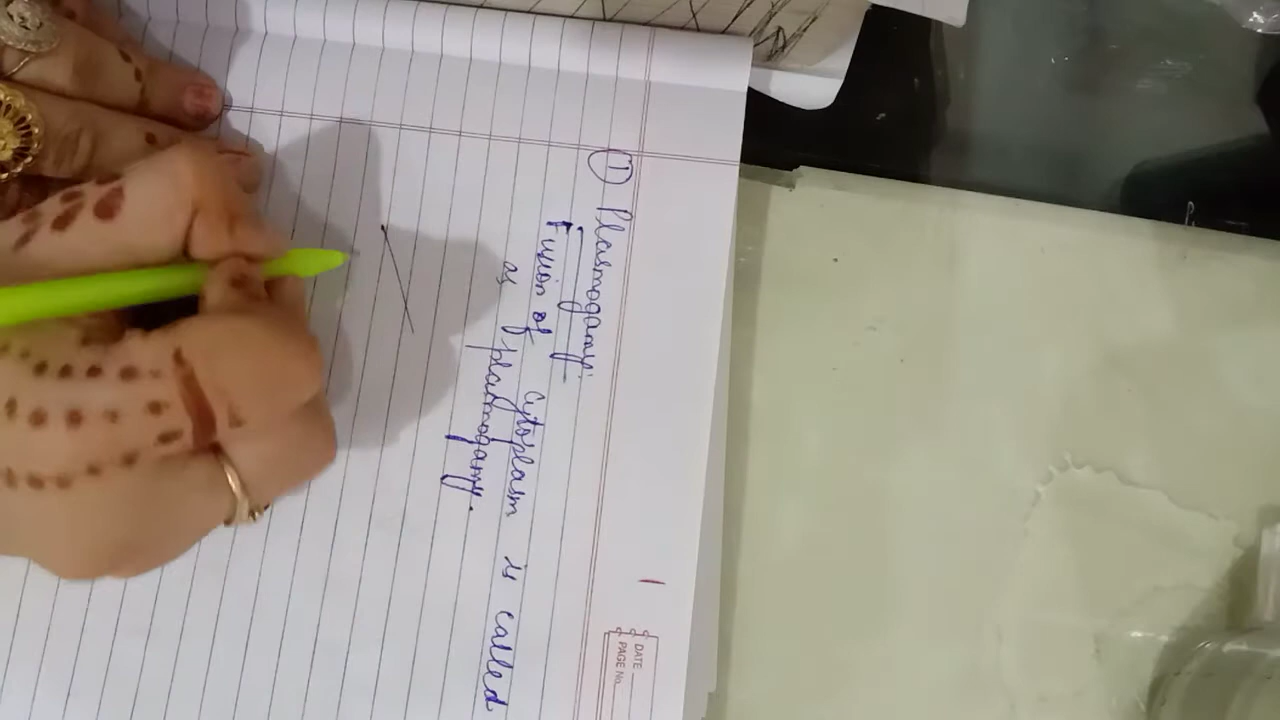 DATE
PAGE No.
① Plasmogamy:
Fusion of cytoplasm is called
as plasmogamy.